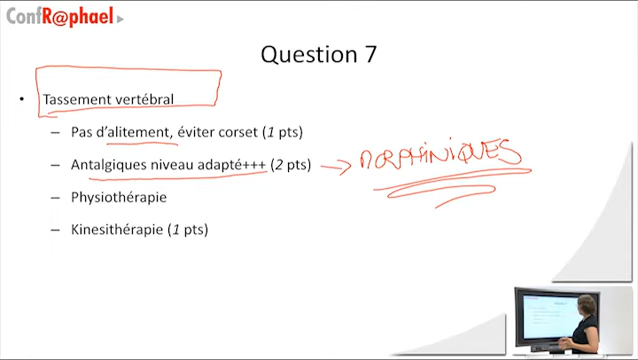 ConfR@phael
Question 7
• Tassement vertébral
– Pas d'alitement, éviter corset (1 pts)
– Antalgiques niveau adapté+++ (2 pts) → MORPHINIQUES
– Physiothérapie
– Kinesithérapie (1 pts)